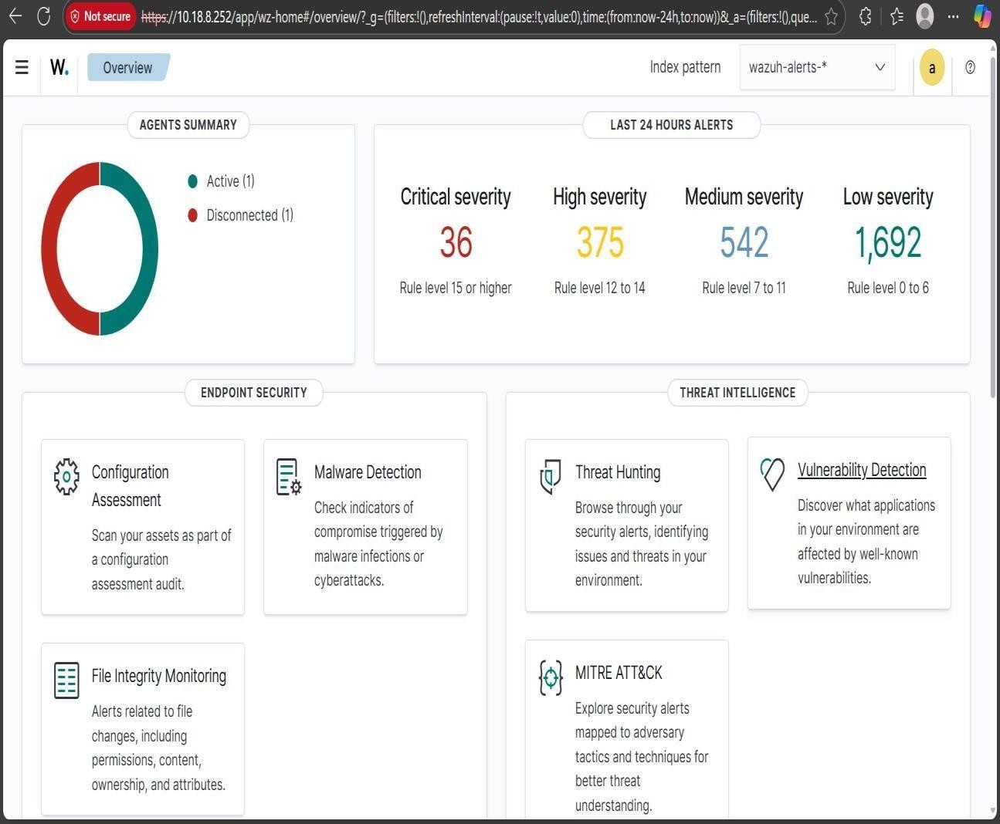 Not secure https://10.18.8.252/app/wz-home#/overview/?_g=(filters:!(),refreshInterval:(pause:!t,value:0),time:(from:now-24h,to:now))&_a=(filters:!(),que...
W. Overview Index pattern wazuh-alerts-* a
AGENTS SUMMARY
Active (1)
Disconnected (1)
LAST 24 HOURS ALERTS
Critical severity
36
Rule level 15 or higher
High severity
375
Rule level 12 to 14
Medium severity
542
Rule level 7 to 11
Low severity
1,692
Rule level 0 to 6
ENDPOINT SECURITY
Configuration
Assessment
Scan your assets as part of
a configuration
assessment audit.
Malware Detection
Check indicators of
compromise triggered by
malware infections or
cyberattacks.
File Integrity Monitoring
Alerts related to file
changes, including
permissions, content,
ownership, and attributes.
THREAT INTELLIGENCE
Threat Hunting
Browse through your
security alerts, identifying
issues and threats in your
environment.
Vulnerability Detection
Discover what applications
in your environment are
affected by well-known
vulnerabilities.
MITRE ATT&CK
Explore security alerts
mapped to adversary
tactics and techniques for
better threat
understanding.